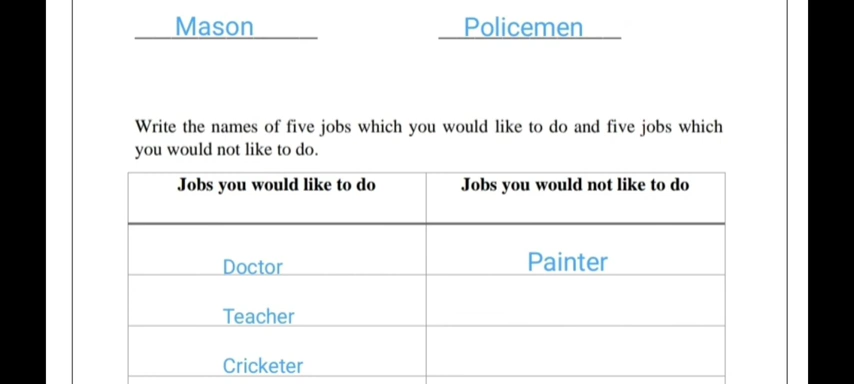 Mason Policemen
Write the names of five jobs which you would like to do and five jobs which
you would not like to do.
Jobs you would like to do Jobs you would not like to do
Doctor Painter
Teacher
Cricketer